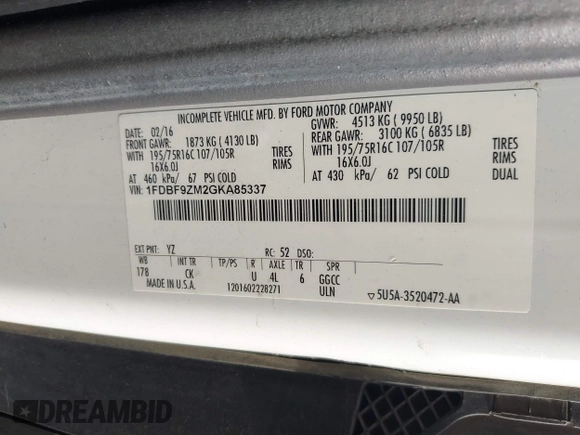 INCOMPLETE VEHICLE MFD. BY FORD MOTOR COMPANY
DATE: 02/16 GVWR: 4513 KG ( 9950 LB)
FRONT GAWR: 1873 KG ( 4130 LB) REAR GAWR: 3100 KG ( 6835 LB)
WITH 195/75R16C 107/105R TIRES WITH 195/75R16C 107/105R TIRES
16X6.0J RIMS 16X6.0J RIMS
AT 460 kPa/ 67 PSI COLD AT 430 kPa/ 62 PSI COLD DUAL
VIN: 1FDBF9ZM2GKA85337
EXT PNT: YZ RC: 52 DSO:
WB INT TR TP/PS R AXLE TR SPR
178 CK U 4L 6 GGCC
MADE IN U.S.A. 1201602228271 ULN ▽5U5A-3520472-AA
DREAMBID